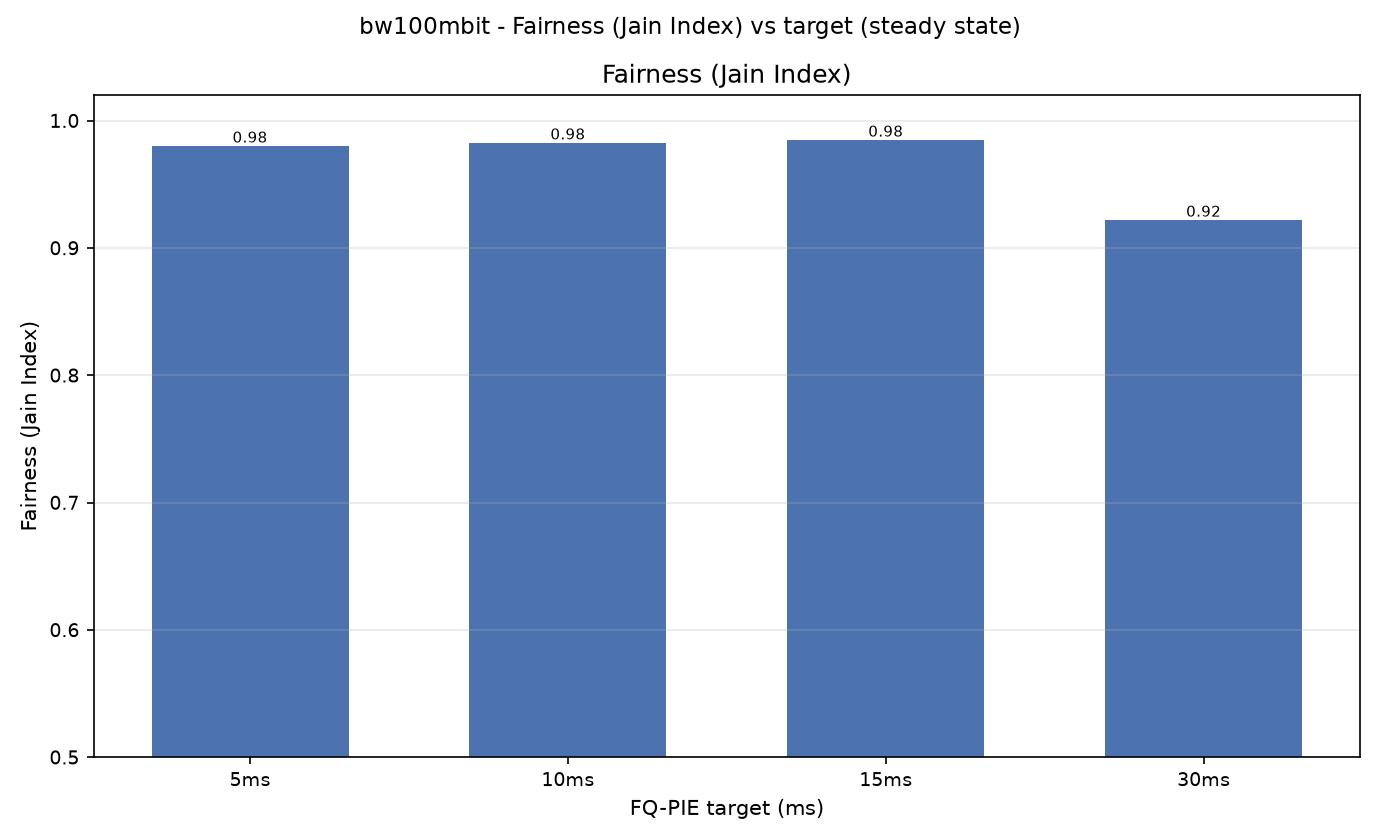 bw100mbit - Fairness (Jain Index) vs target (steady state)
Fairness (Jain Index)
Fairness (Jain Index)
1.0
0.9
0.8
0.7
0.6
0.5
0.98
0.98
0.98
0.92
5ms
10ms
15ms
30ms
FQ-PIE target (ms)